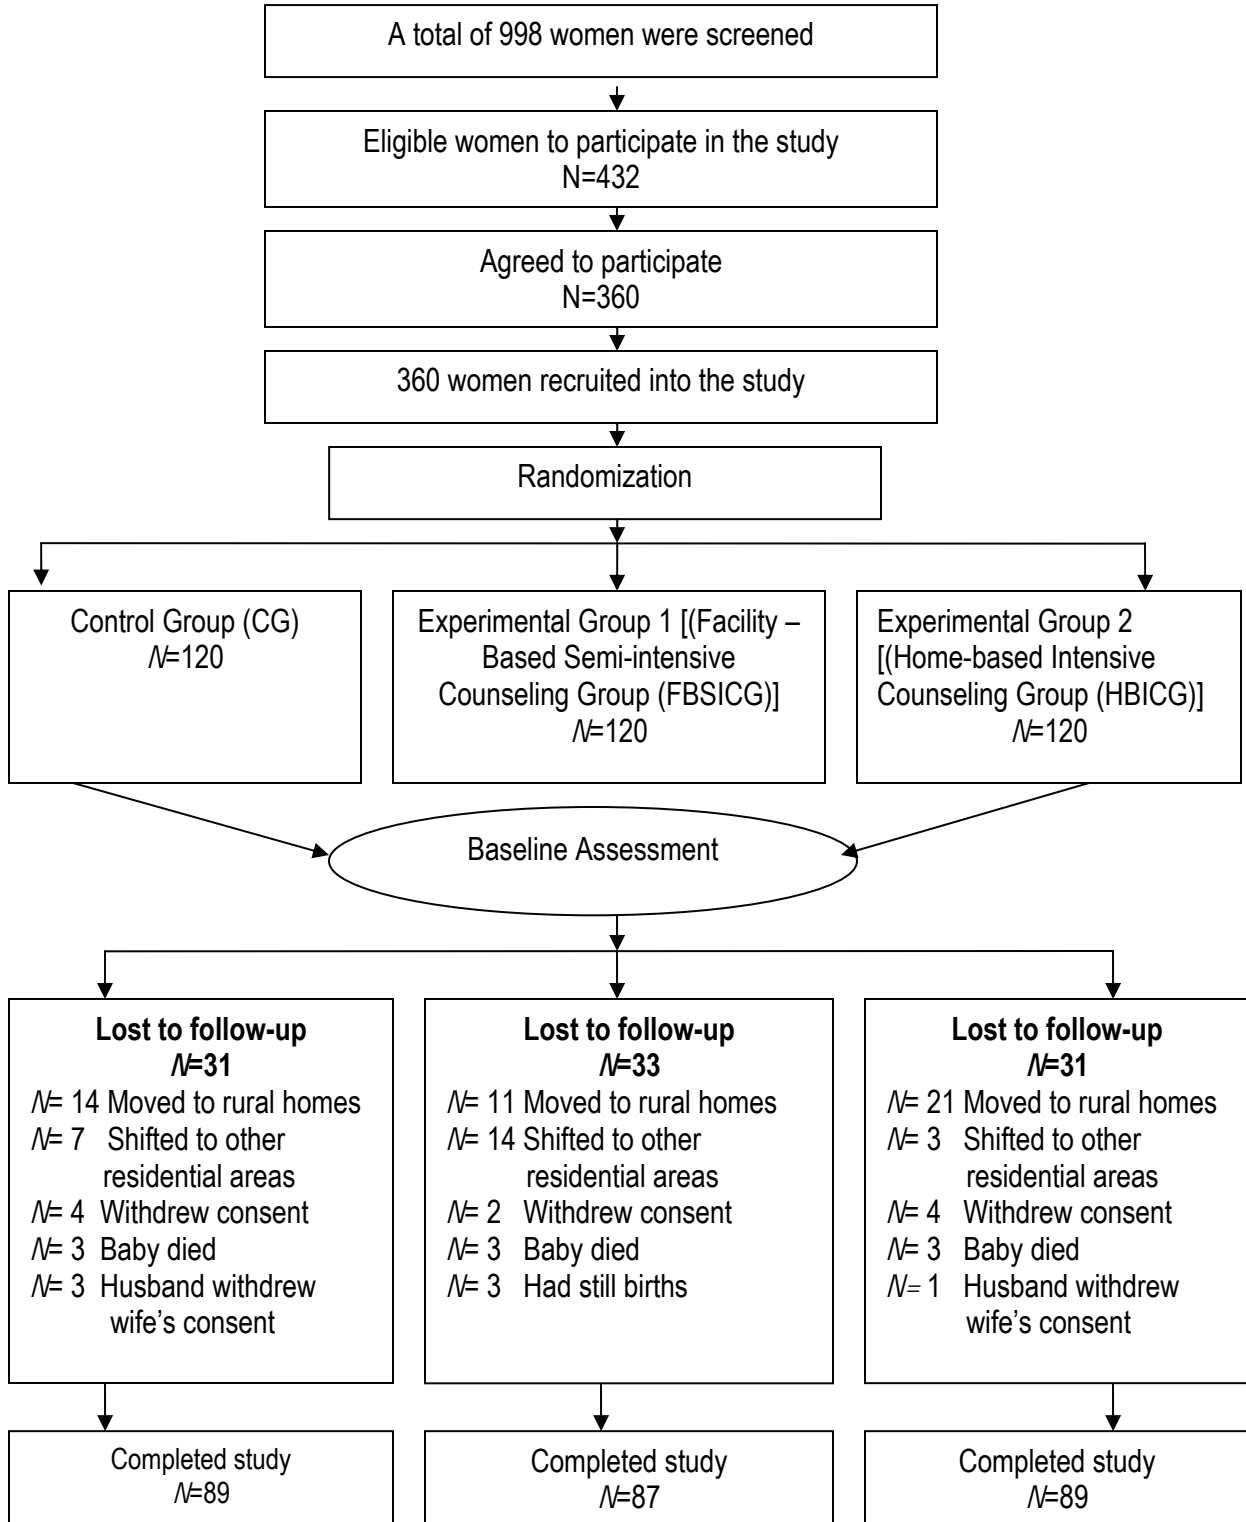 A total of 998 women were screened
Eligible women to participate in the study
N=432
Agreed to participate
N=360
360 women recruited into the study
Randomization
Control Group (CG)
N=120
Experimental Group 1 [(Facility –
Based Semi-intensive
Counseling Group (FBSICG)]
N=120
Experimental Group 2
[(Home-based Intensive
Counseling Group (HBICG)]
N=120
Baseline Assessment
Lost to follow-up
N=31
N= 14 Moved to rural homes
N= 7 Shifted to other
residential areas
N= 4 Withdrew consent
N= 3 Baby died
N= 3 Husband withdrew
wife’s consent
Lost to follow-up
N=33
N= 11 Moved to rural homes
N= 14 Shifted to other
residential areas
N= 2 Withdrew consent
N= 3 Baby died
N= 3 Had still births
Lost to follow-up
N=31
N= 21 Moved to rural homes
N= 3 Shifted to other
residential areas
N= 4 Withdrew consent
N= 3 Baby died
N= 1 Husband withdrew
wife’s consent
Completed study
N=89
Completed study
N=87
Completed study
N=89